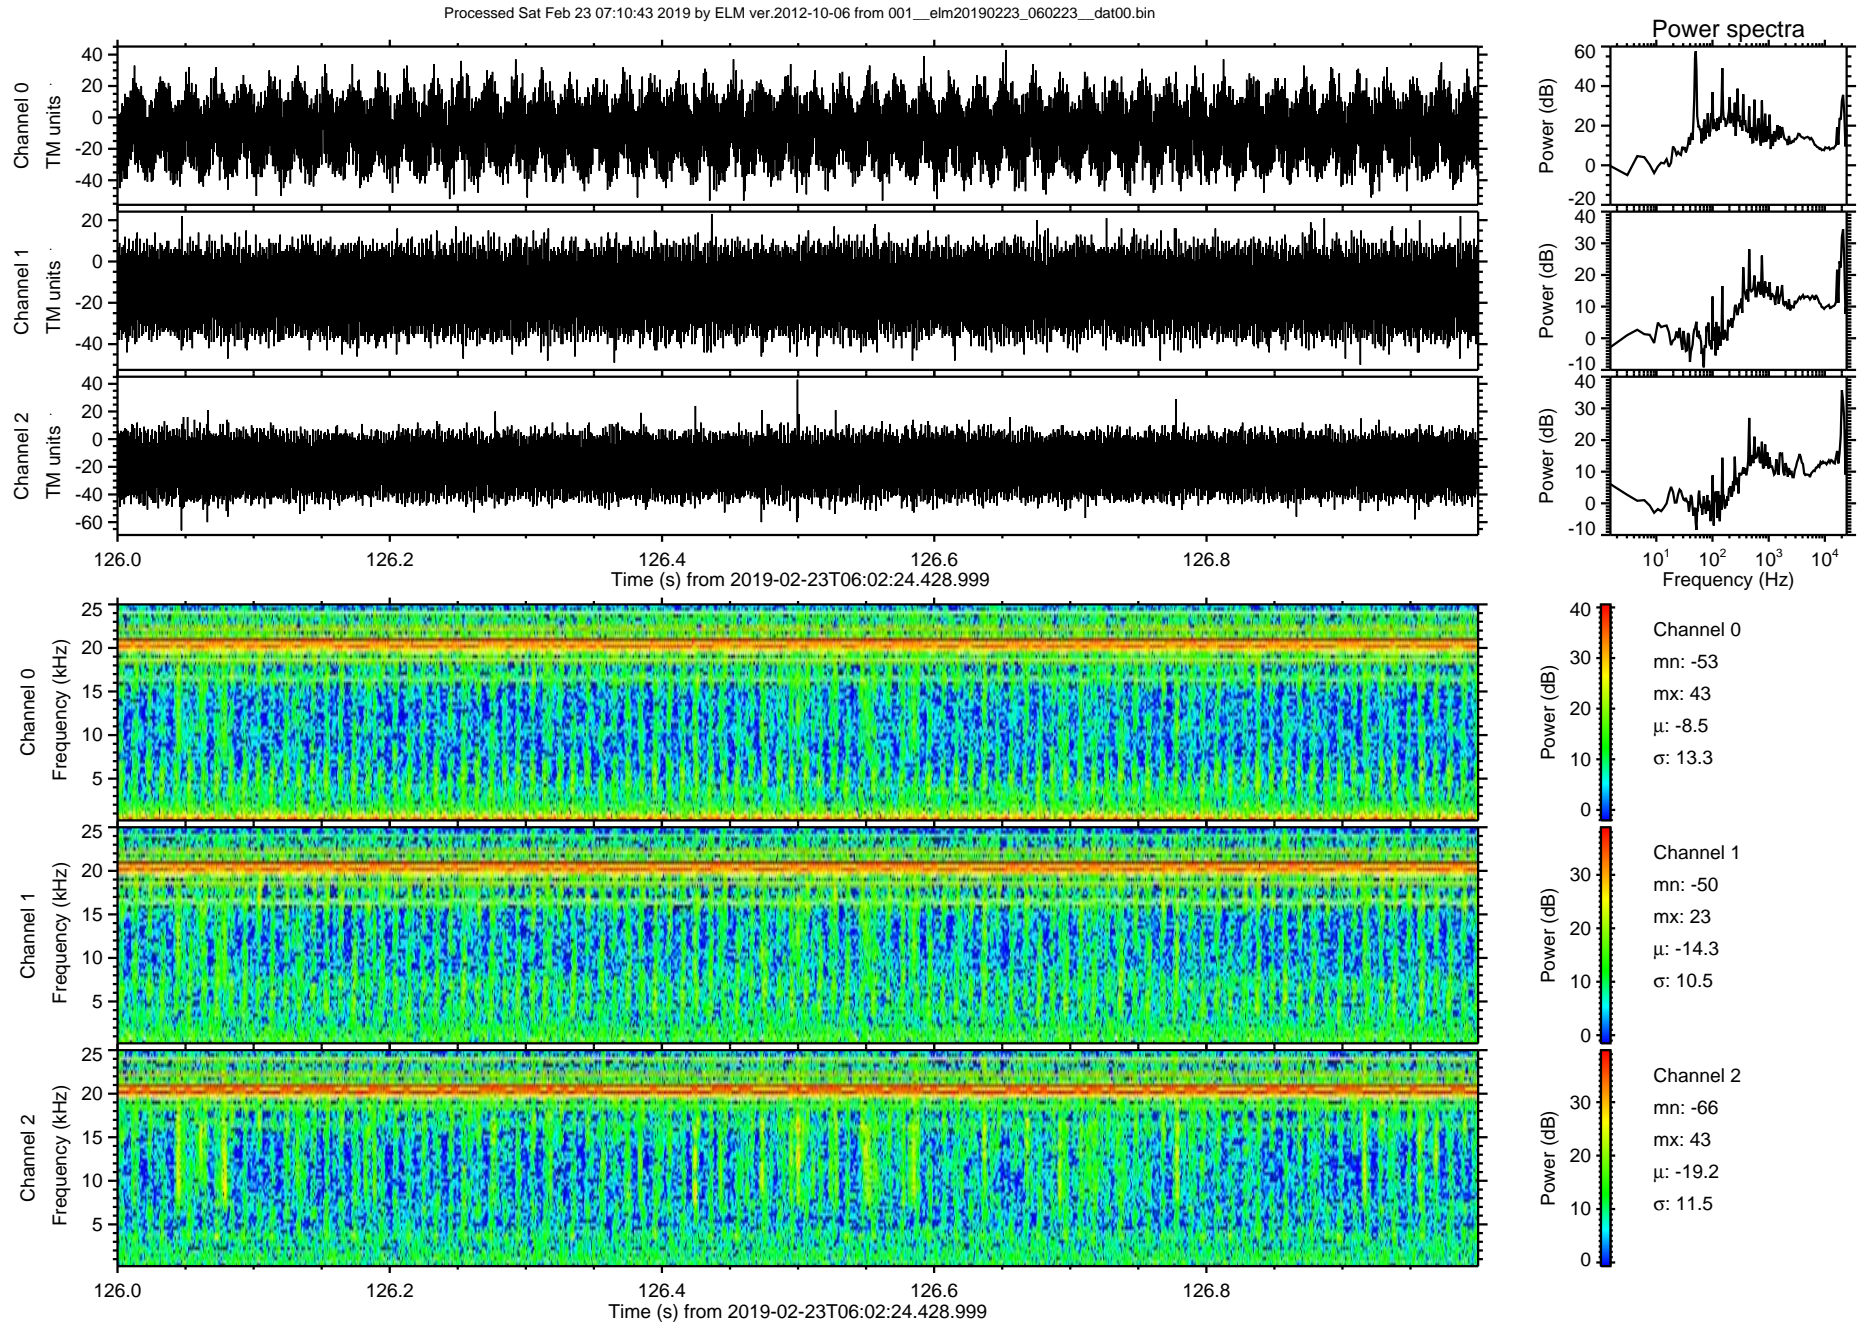 Processed Sat Feb 23 07:10:43 2019 by ELM ver.2012-10-06 from 001__elm20190223_060223__dat00.bin
Power spectra
Channel 0
TM units
40
20
0
-20
-40
Power (dB)
60
40
20
0
-20
Channel 1
TM units
20
0
-20
-40
Power (dB)
40
30
20
10
0
-10
Channel 2
TM units
40
20
0
-20
-40
-60
Power (dB)
40
30
20
10
0
-10
126.0 126.2 126.4 126.6 126.8
Time (s) from 2019-02-23T06:02:24.428.999
10¹ 10² 10³ 10⁴
Frequency (Hz)
Channel 0
Frequency (kHz)
25
20
15
10
5
Power (dB)
40
30
20
10
0
Channel 0
mn: -53
mx: 43
μ: -8.5
σ: 13.3
Channel 1
Frequency (kHz)
25
20
15
10
5
Power (dB)
30
20
10
0
Channel 1
mn: -50
mx: 23
μ: -14.3
σ: 10.5
Channel 2
Frequency (kHz)
25
20
15
10
5
Power (dB)
30
20
10
0
Channel 2
mn: -66
mx: 43
μ: -19.2
σ: 11.5
126.0 126.2 126.4 126.6 126.8
Time (s) from 2019-02-23T06:02:24.428.999